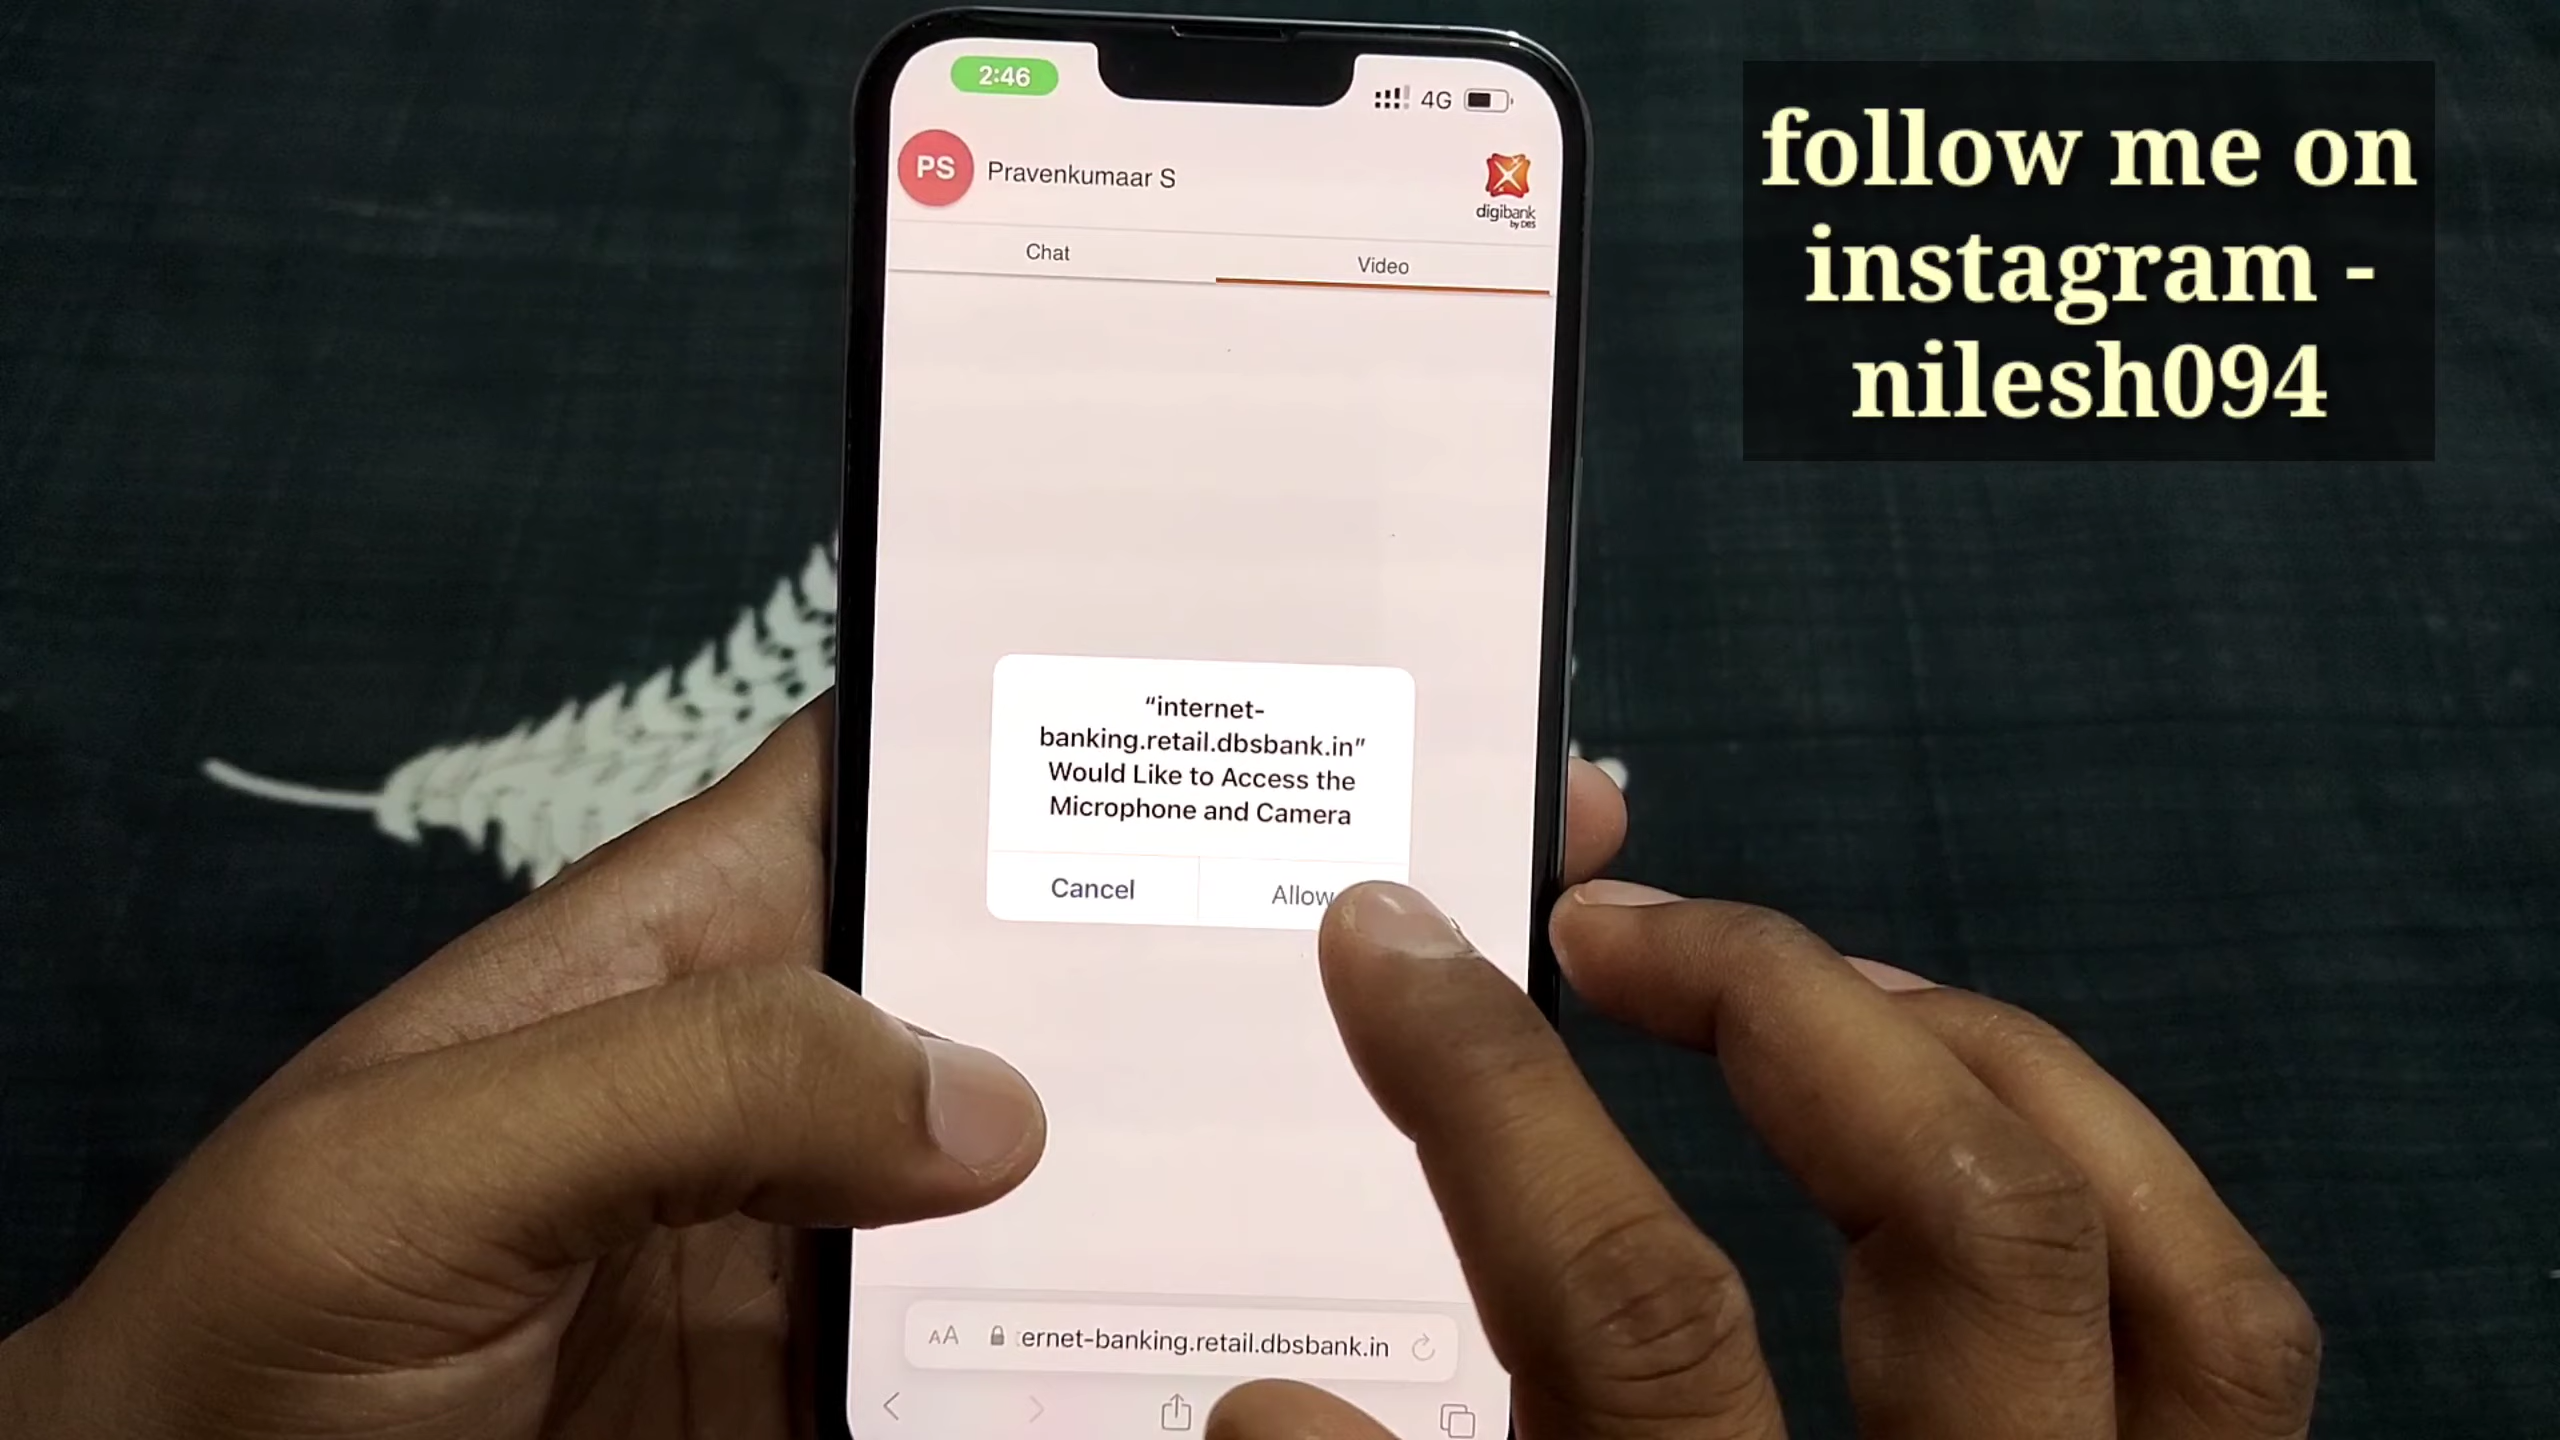 2:46
4G
PS
Pravenkumaar S
digibank
by DBS
Chat
Video
“internet-
banking.retail.dbsbank.in”
Would Like to Access the
Microphone and Camera
Cancel
Allow
AA
ernet-banking.retail.dbsbank.in
follow me on
instagram -
nilesh094